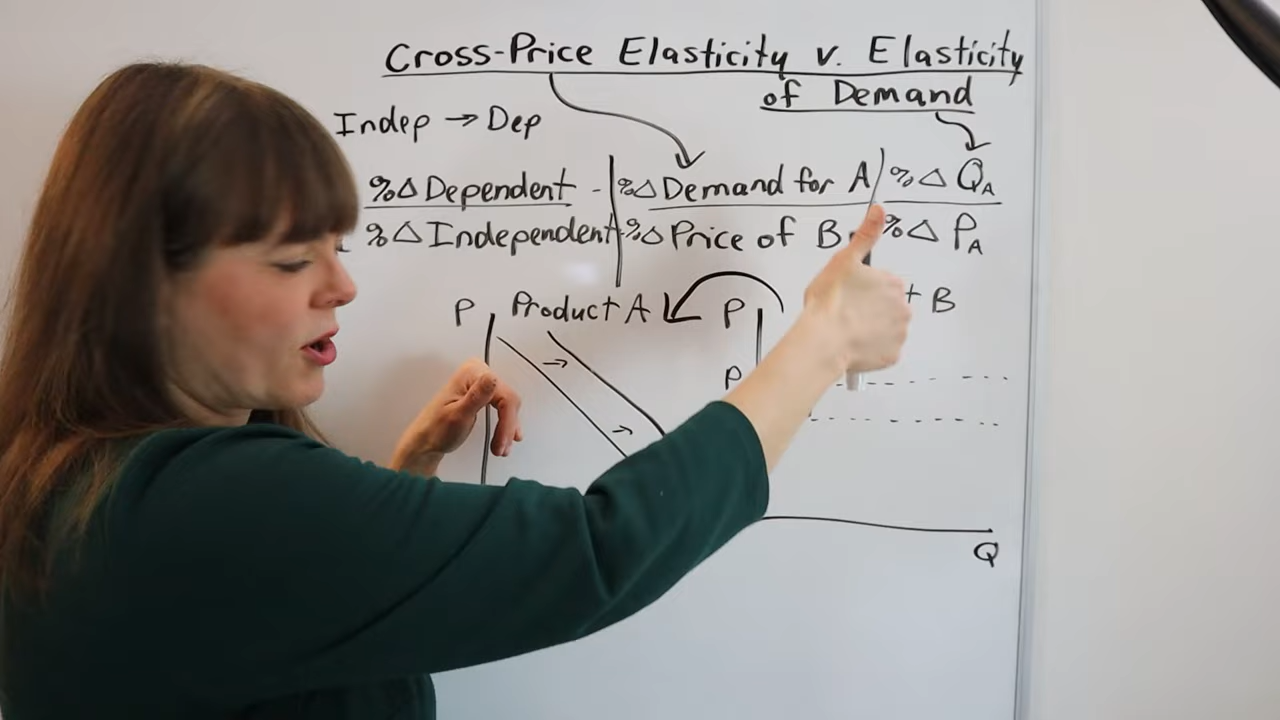 Cross-Price Elasticity v. Elasticity
of Demand
Indep → Dep
%Δ Dependent - %Δ Demand for A %Δ QA
%Δ Independent %Δ Price of B %Δ PA
P Product A P B
P
Q